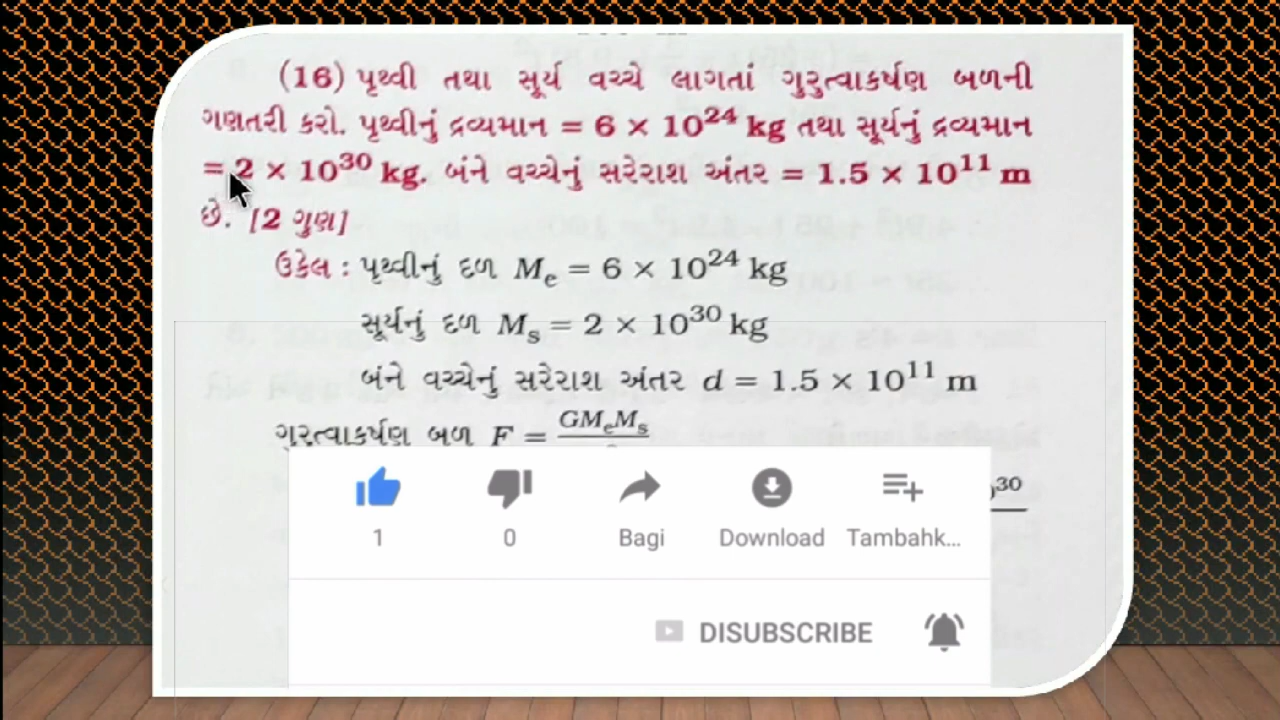 (16) પૃથ્વી તથા સૂર્ય વચ્ચે લાગતાં ગુરુત્વાકર્ષણ બળની
ગણતરી કરો. પૃથ્વીનું દ્રવ્યમાન = 6 × 10²⁴ kg તથા સૂર્યનું દ્રવ્યમાન
= 2 × 10³⁰ kg. બંને વચ્ચેનું સરેરાશ અંતર = 1.5 × 10¹¹ m
છે. [2 ગુણ]
ઉકેલ : પૃથ્વીનું દળ Mₑ = 6 × 10²⁴ kg
સૂર્યનું દળ Mₛ = 2 × 10³⁰ kg
બંને વચ્ચેનું સરેરાશ અંતર d = 1.5 × 10¹¹ m
ગુરુત્વાકર્ષણ બળ F = GMₑMₛ
)³⁰
1 0 Bagi Download Tambahk...
DISUBSCRIBE